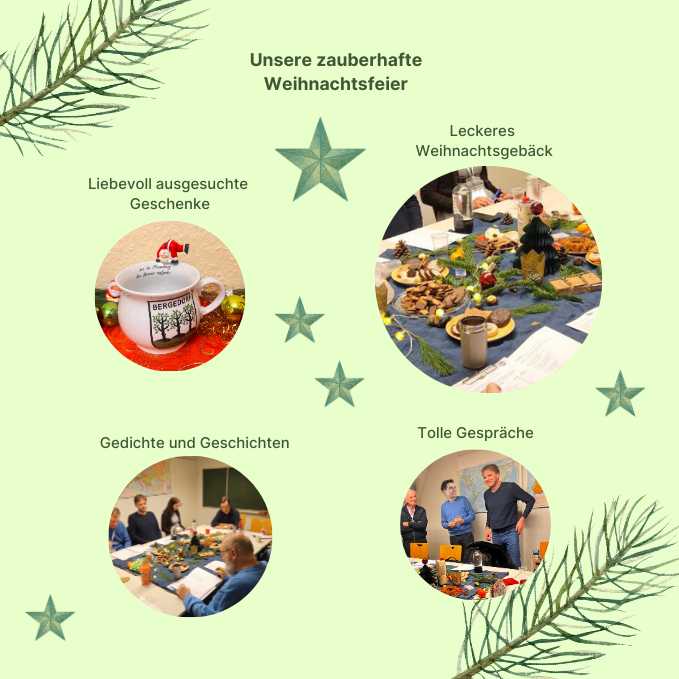 Unsere zauberhafte
Weihnachtsfeier
Leckeres
Weihnachtsgebäck
Liebevoll ausgesuchte
Geschenke
BERGEDORF
Gedichte und Geschichten
Tolle Gespräche